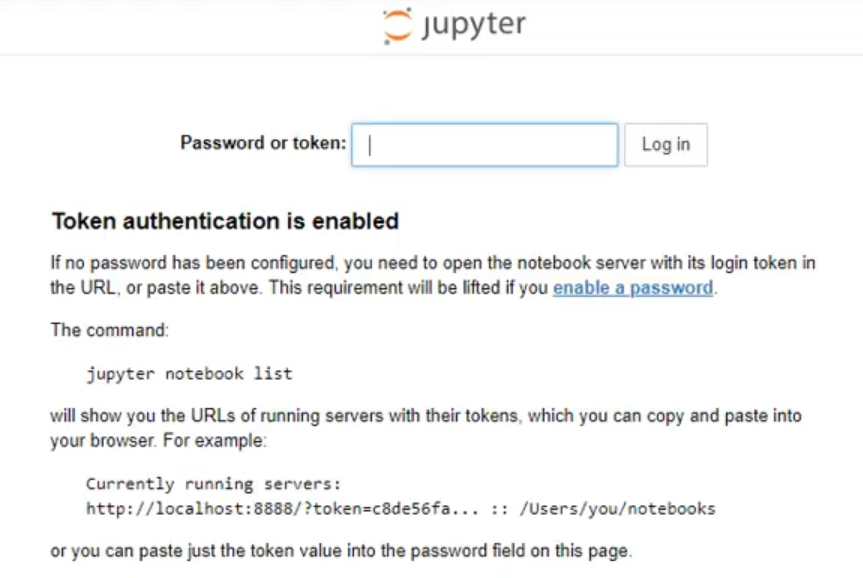 jupyter
Password or token:
Log in
Token authentication is enabled
If no password has been configured, you need to open the notebook server with its login token in
the URL, or paste it above. This requirement will be lifted if you enable a password.
The command:
jupyter notebook list
will show you the URLs of running servers with their tokens, which you can copy and paste into
your browser. For example:
Currently running servers:
http://localhost:8888/?token=c8de56fa... :: /Users/you/notebooks
or you can paste just the token value into the password field on this page.